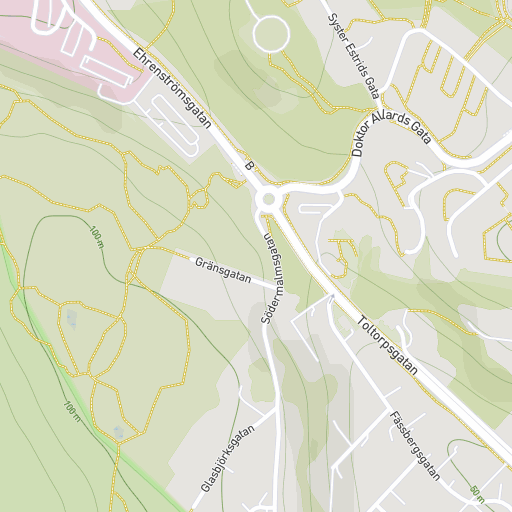 Syster Estrids Gata
Ehrenströmsgatan
Doktor Allards Gata
B
100 m
Gränsgatan
Södermalmsgatan
Toltorpsgatan
100 m
Fässbergsgatan
Glasbjörksgatan
50 m